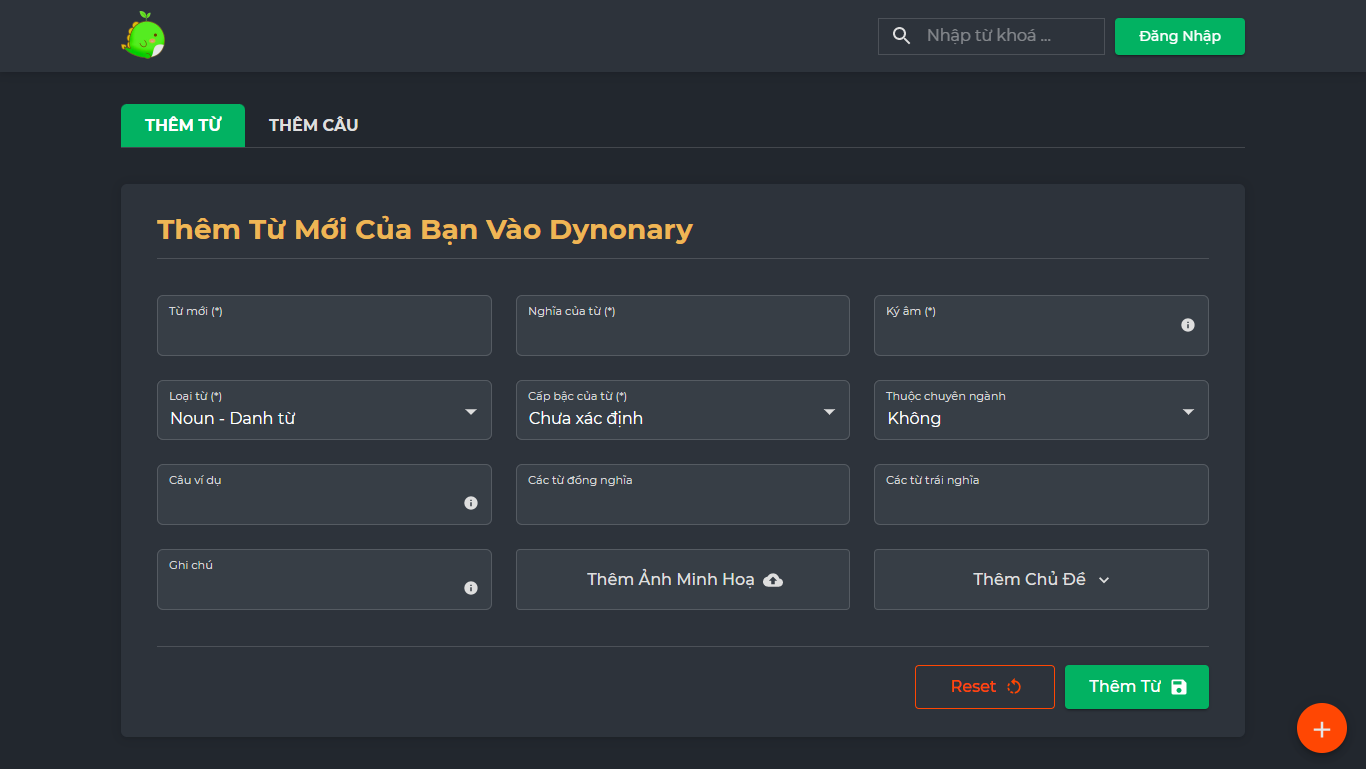 Nhập từ khoá ...
Đăng Nhập
THÊM TỪ
THÊM CÂU
Thêm Từ Mới Của Bạn Vào Dynonary
Từ mới (*)
Nghĩa của từ (*)
Ký âm (*)
Loại từ (*)
Noun - Danh từ
Cấp bậc của từ (*)
Chưa xác định
Thuộc chuyên ngành
Không
Câu ví dụ
Các từ đồng nghĩa
Các từ trái nghĩa
Ghi chú
Thêm Ảnh Minh Hoạ
Thêm Chủ Đề
Reset
Thêm Từ